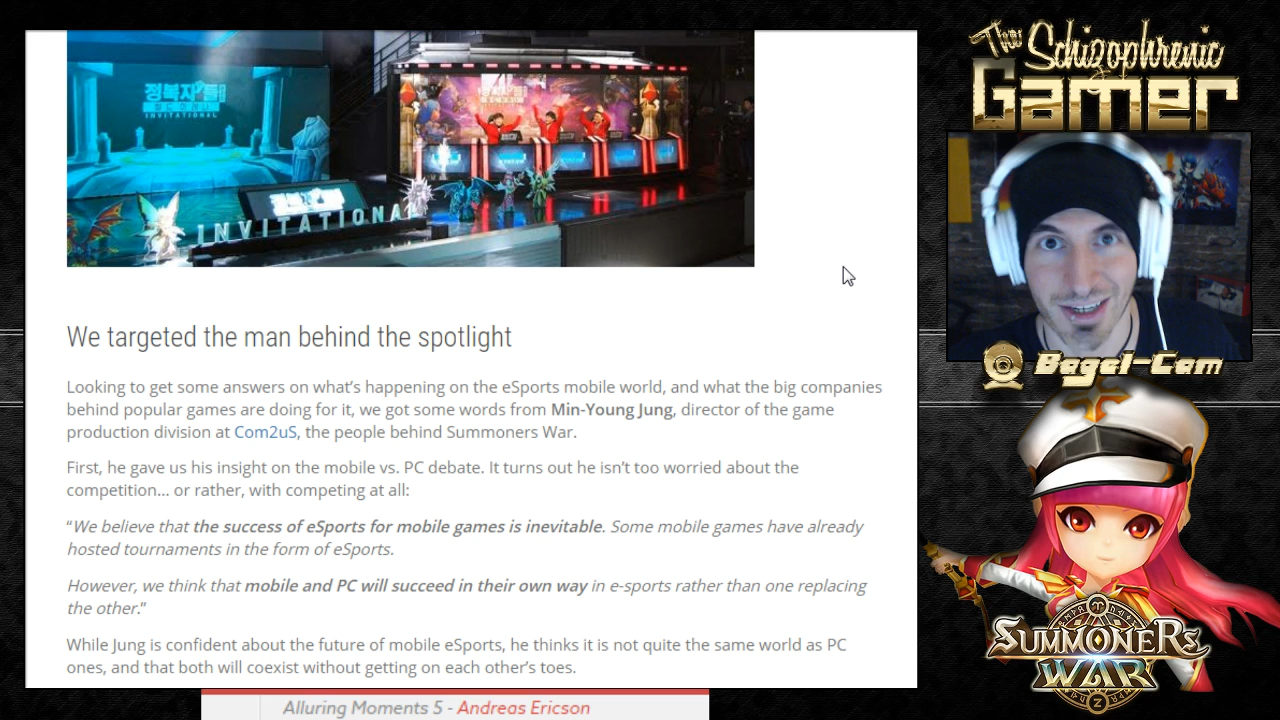 The Schizophrenic
Gamer
정복자들
INVITATIONAL
INVITATIONAL
We targeted the man behind the spotlight
Looking to get some answers on what's happening on the eSports mobile world, and what the big companies
behind popular games are doing for it, we got some words from Min-Young Jung, director of the game
production division at Com2uS, the people behind Summoners War.
First, he gave us his insight on the mobile vs. PC debate. It turns out he isn't too worried about the
competition... or rather, with competing at all:
“We believe that the success of eSports for mobile games is inevitable. Some mobile games have already
hosted tournaments in the form of eSports.
However, we think that mobile and PC will succeed in their own way in e-sports rather than one replacing
the other.”
While Jung is confident about the future of mobile eSports, he thinks it is not quite the same world as PC
ones, and that both will coexist without getting on each other's toes.
Alluring Moments 5 - Andreas Ericson
Bagel-Cam
SUMMONERS
WAR